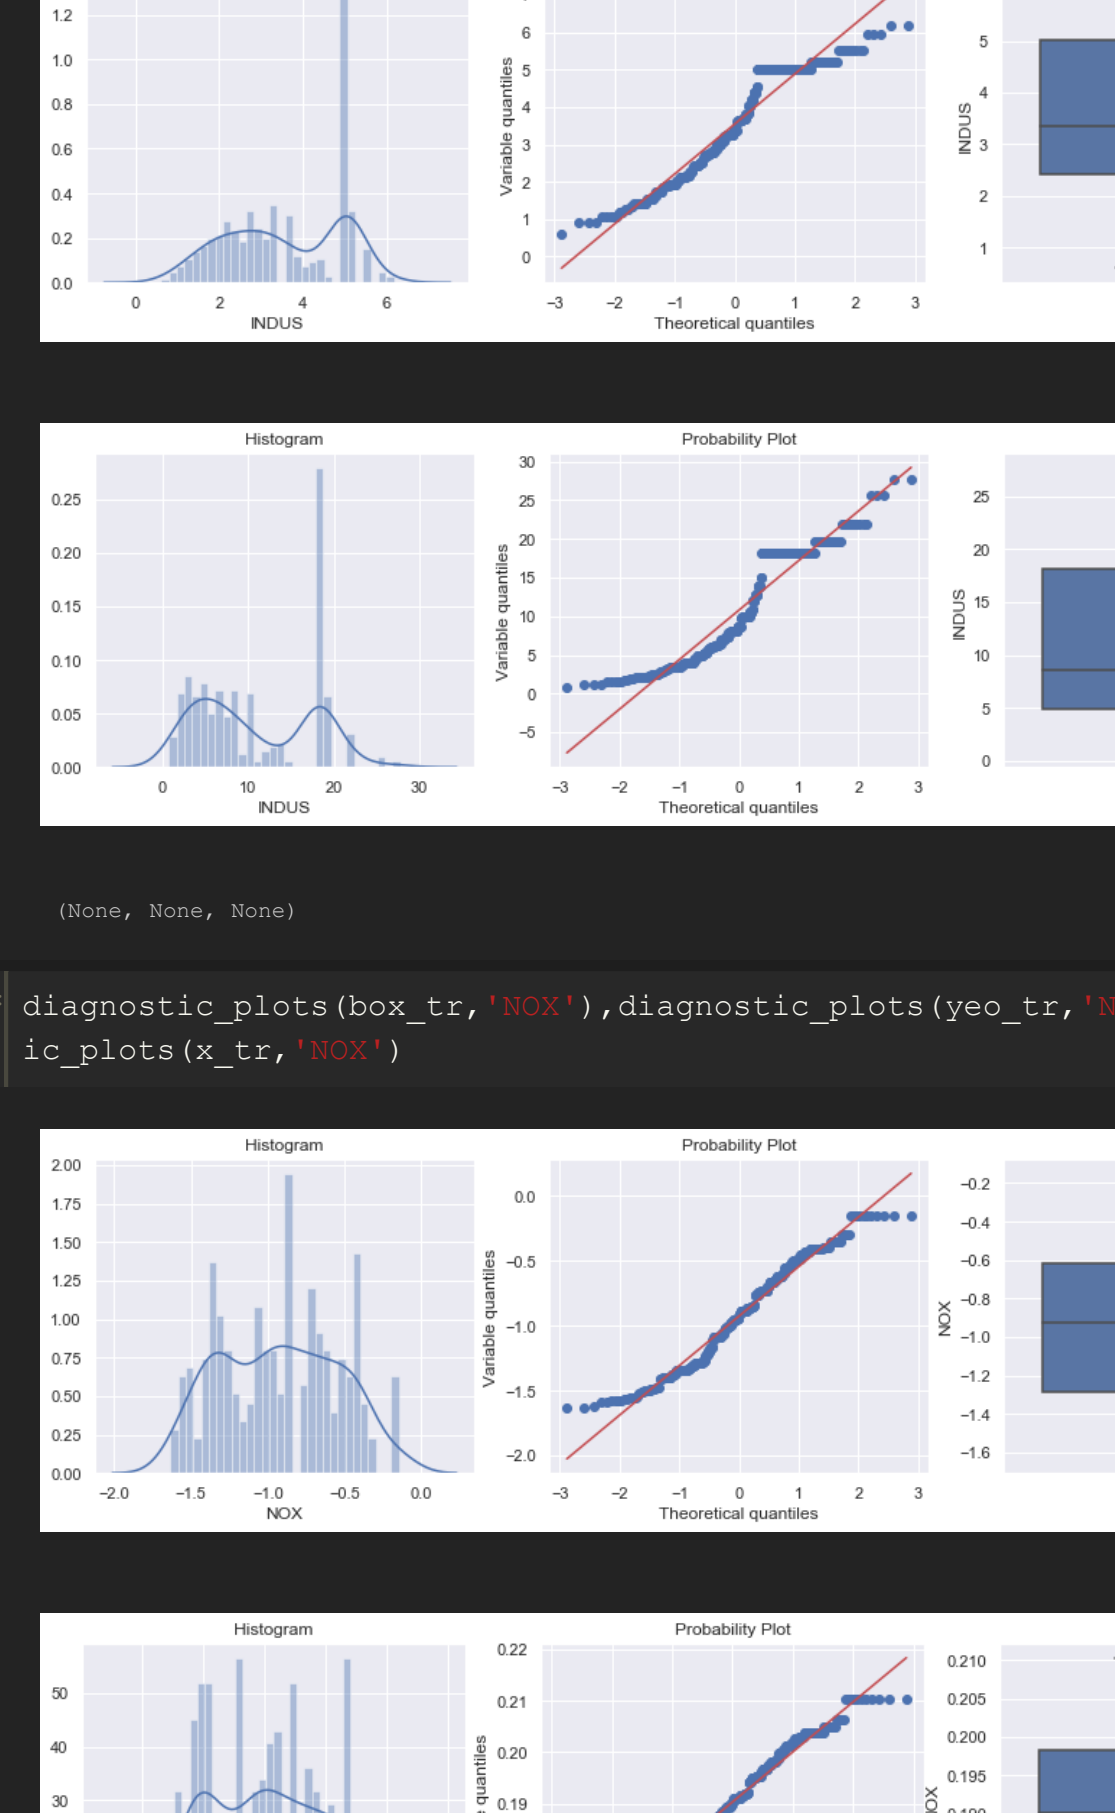 1.2
1.0
0.8
0.6
0.4
0.2
0.0
0 2 4 6
INDUS
Variable quantiles
6
5
4
3
2
1
0
−3 −2 −1 0 1 2 3
Theoretical quantiles
INDUS
5
4
3
2
1
Histogram
0.25
0.20
0.15
0.10
0.05
0.00
0 10 20 30
INDUS
Probability Plot
Variable quantiles
30
25
20
15
10
5
0
−5
−3 −2 −1 0 1 2 3
Theoretical quantiles
INDUS
25
20
15
10
5
0
(None, None, None)
diagnostic_plots(box_tr,'NOX'),diagnostic_plots(yeo_tr,'N
ic_plots(x_tr,'NOX')
Histogram
2.00
1.75
1.50
1.25
1.00
0.75
0.50
0.25
0.00
−2.0 −1.5 −1.0 −0.5 0.0
NOX
Probability Plot
Variable quantiles
0.0
−0.5
−1.0
−1.5
−2.0
−3 −2 −1 0 1 2 3
Theoretical quantiles
NOX
−0.2
−0.4
−0.6
−0.8
−1.0
−1.2
−1.4
−1.6
Histogram
50
40
30
Probability Plot
quantiles
0.22
0.21
0.20
0.19
0.210
0.205
0.200
0.195